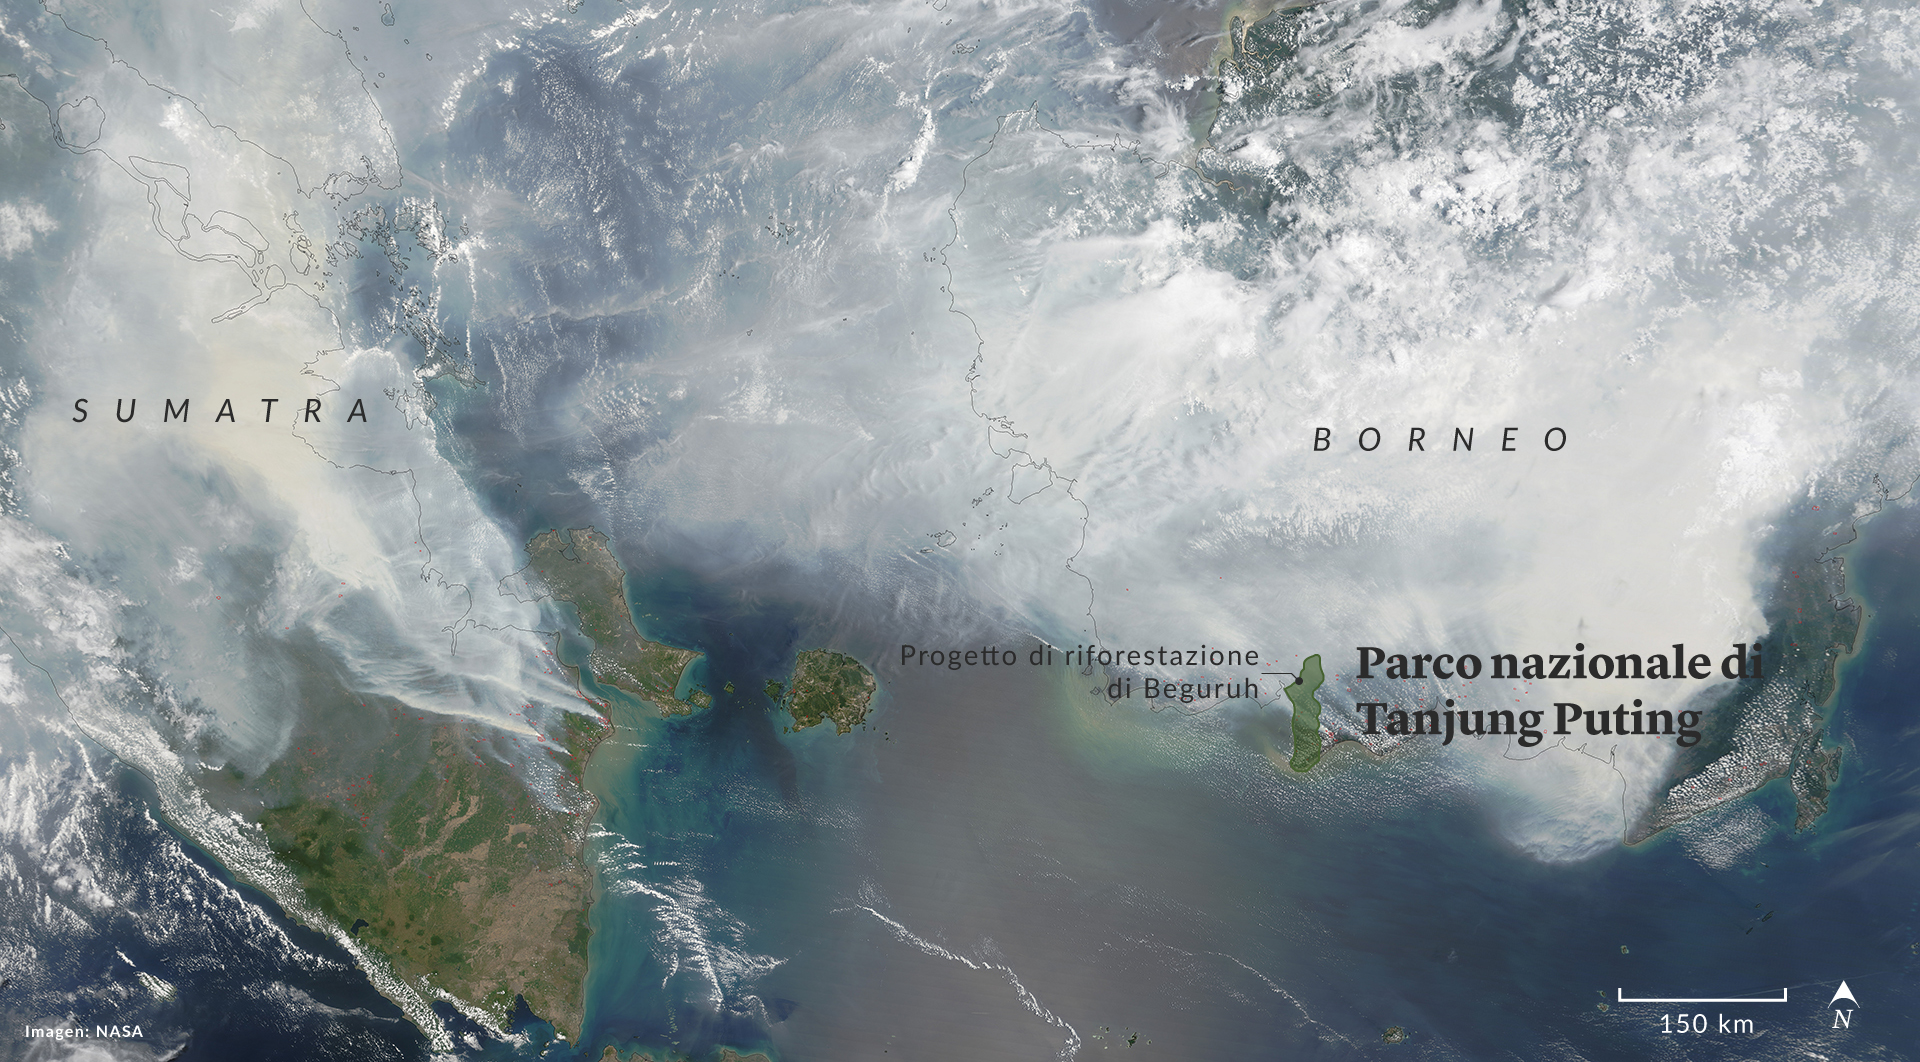 S U M A T R A
B O R N E O
Progetto di riforestazione
di Beguruh
Parco nazionale di
Tanjung Puting
150 km
N
Imagen: NASA